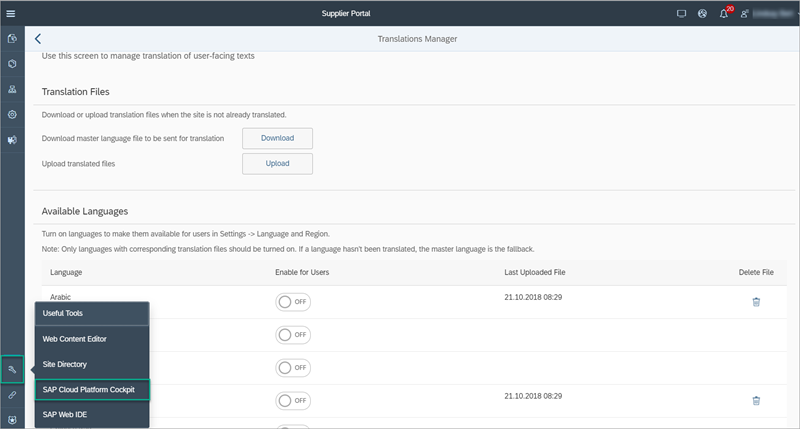 Supplier Portal
20
Translations Manager
Use this screen to manage translation of user-facing texts
Translation Files
Download or upload translation files when the site is not already translated.
Download master language file to be sent for translation
Download
Upload translated files
Upload
Available Languages
Turn on languages to make them available for users in Settings -> Language and Region.
Note: Only languages with corresponding translation files should be turned on. If a language hasn't been translated, the master language is the fallback.
Language Enable for Users Last Uploaded File Delete File
Arabic OFF 21.10.2018 08:29
Useful Tools
OFF
Web Content Editor
Site Directory
OFF
SAP Cloud Platform Cockpit
OFF 21.10.2018 08:29
SAP Web IDE